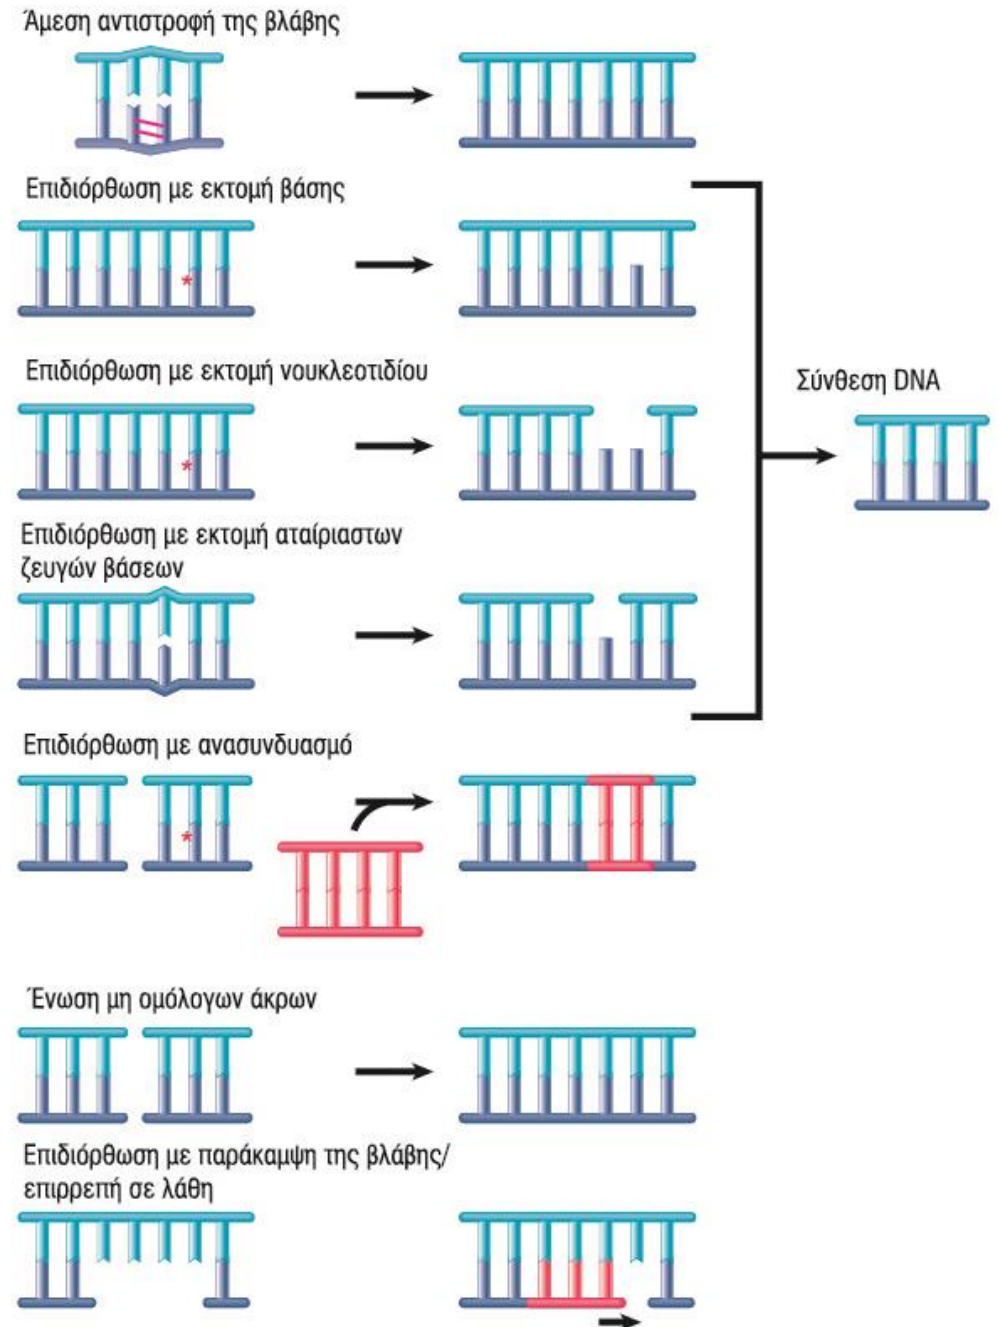 Άμεση αντιστροφή της βλάβης
Επιδιόρθωση με εκτομή βάσης
Επιδιόρθωση με εκτομή νουκλεοτιδίου
Σύνθεση DNA
Επιδιόρθωση με εκτομή αταίριαστων
ζευγών βάσεων
Επιδιόρθωση με ανασυνδυασμό
Ένωση μη ομόλογων άκρων
Επιδιόρθωση με παράκαμψη της βλάβης/
επιρρεπή σε λάθη